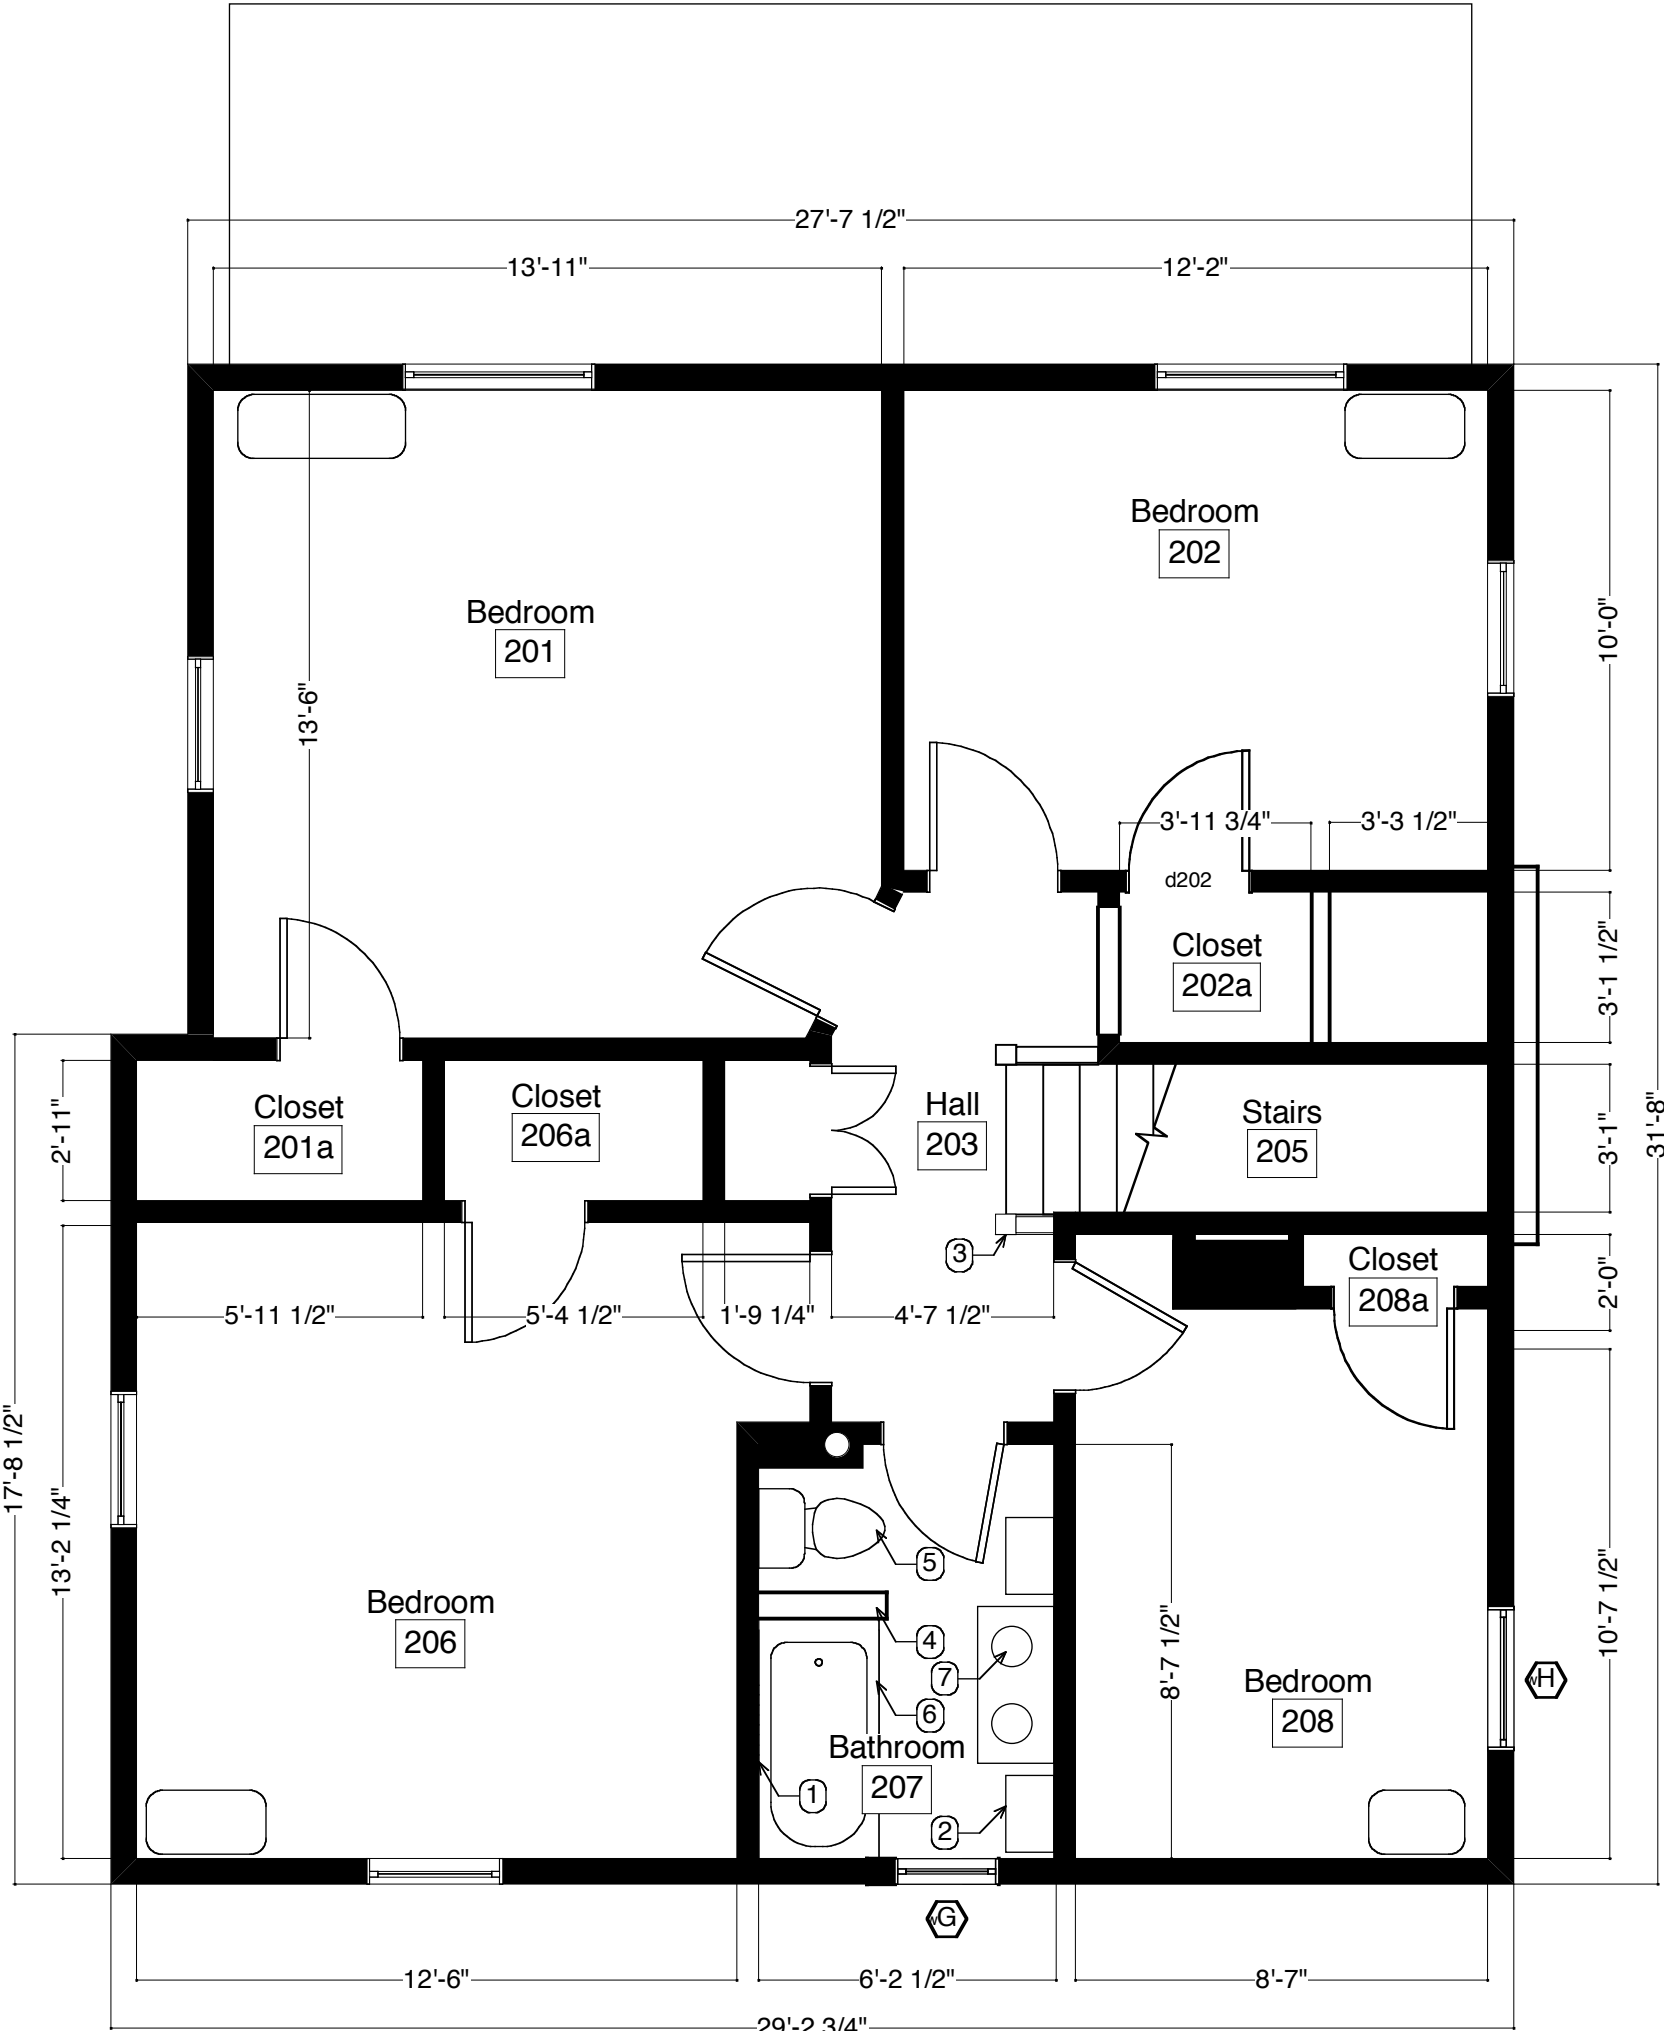 27'-7 1/2"
13'-11"
12'-2"
Bedroom
202
Bedroom
201
10'-0"
13'-6"
3'-11 3/4"
3'-3 1/2"
d202
Closet
202a
3'-1 1/2"
Closet
201a
Closet
206a
Hall
203
Stairs
205
2'-11"
3'-1"
31'-8"
3
Closet
208a
2'-0"
5'-11 1/2"
5'-4 1/2"
1'-9 1/4"
4'-7 1/2"
17'-8 1/2"
13'-2 1/4"
5
Bedroom
206
4
7
6
8'-7 1/2"
10'-7 1/2"
Bedroom
208
wH
Bathroom
207
1
2
wG
12'-6"
6'-2 1/2"
8'-7"
29'-2 3/4"